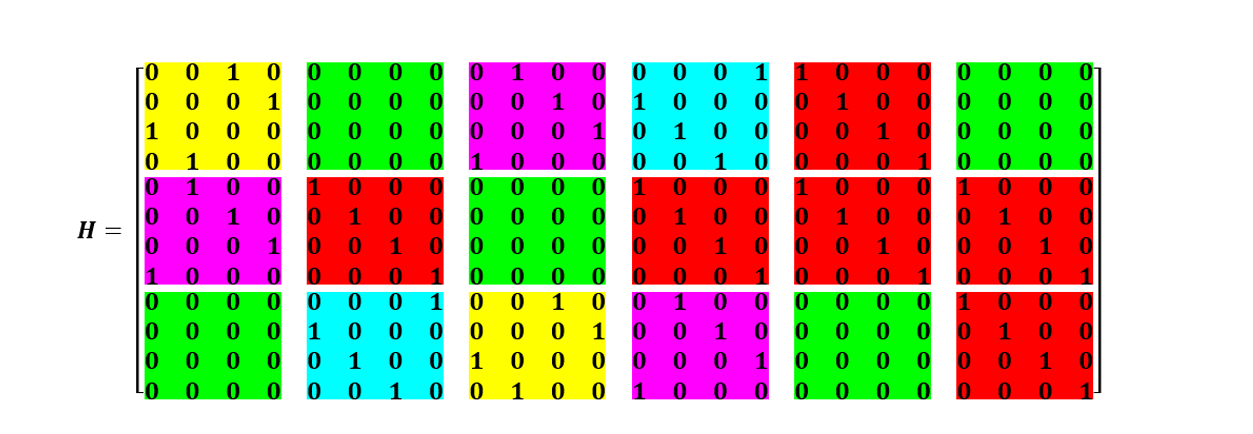 0 0 1 0 0 0 0 0 0 1 0 0 0 0 0 1 1 0 0 0 0 0 0 0
0 0 0 1 0 0 0 0 0 0 1 0 1 0 0 0 0 1 0 0 0 0 0 0
1 0 0 0 0 0 0 0 0 0 0 1 0 1 0 0 0 0 1 0 0 0 0 0
0 1 0 0 0 0 0 0 1 0 0 0 0 0 1 0 0 0 0 1 0 0 0 0
0 1 0 0 1 0 0 0 0 0 0 0 1 0 0 0 1 0 0 0 1 0 0 0
H = 0 0 1 0 0 1 0 0 0 0 0 0 0 1 0 0 0 1 0 0 0 1 0 0
0 0 0 1 0 0 1 0 0 0 0 0 0 0 1 0 0 0 1 0 0 0 1 0
1 0 0 0 0 0 0 1 0 0 0 0 0 0 0 1 0 0 0 1 0 0 0 1
0 0 0 0 0 0 0 1 0 0 1 0 0 1 0 0 0 0 0 0 1 0 0 0
0 0 0 0 1 0 0 0 0 0 0 1 0 0 1 0 0 0 0 0 0 1 0 0
0 0 0 0 0 1 0 0 1 0 0 0 0 0 0 1 0 0 0 0 0 0 1 0
0 0 0 0 0 0 1 0 0 1 0 0 1 0 0 0 0 0 0 0 0 0 0 1